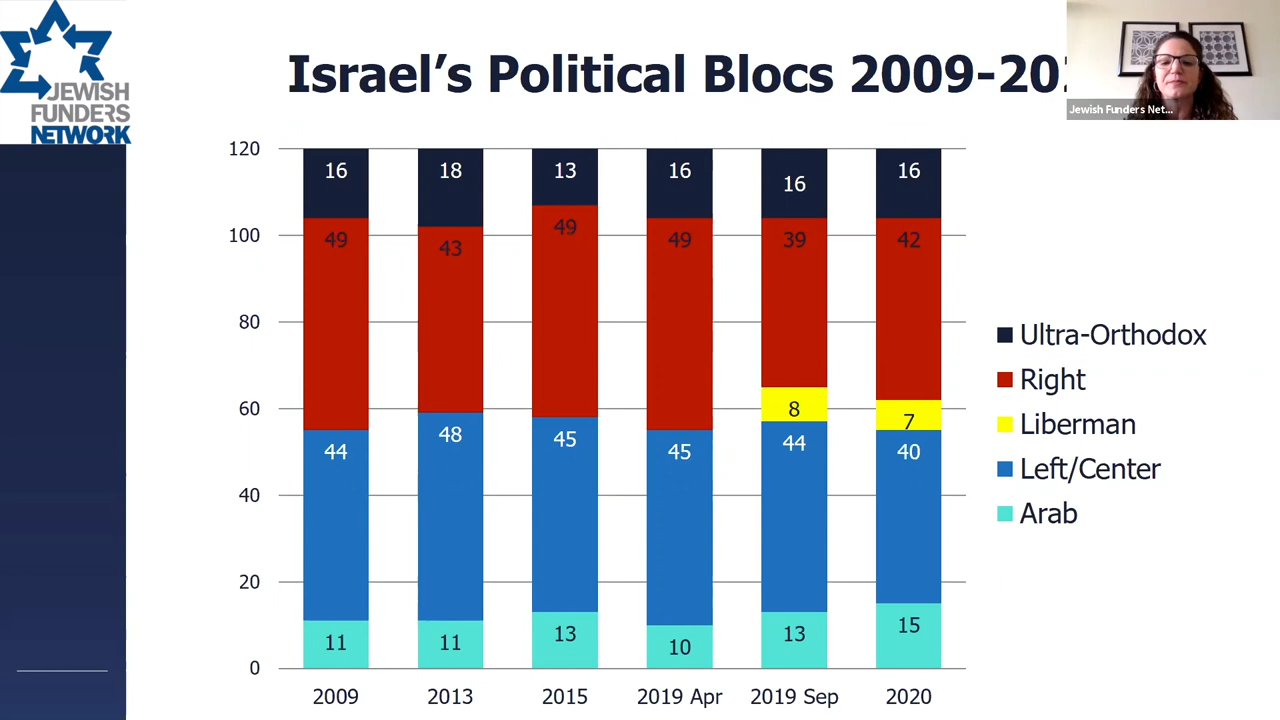 JEWISH
FUNDERS
NETWORK
Israel's Political Blocs 2009-20
Jewish Funders Net...
120
100
80
60
40
20
0
16 18 13 16 16 16
49 43 49 49 39 42
8 7
44 48 45 45 44 40
11 11 13 10 13 15
2009 2013 2015 2019 Apr 2019 Sep 2020
Ultra-Orthodox
Right
Liberman
Left/Center
Arab